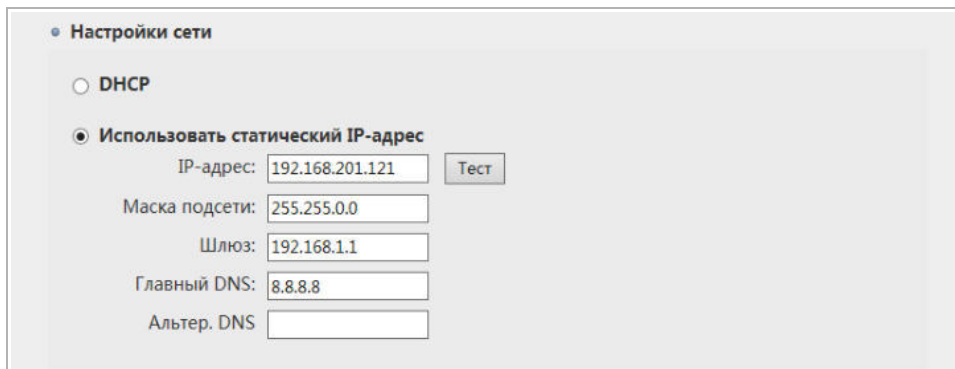 Настройки сети
DHCP
Использовать статический IP-адрес
IP-адрес: 192.168.201.121 Тест
Маска подсети: 255.255.0.0
Шлюз: 192.168.1.1
Главный DNS: 8.8.8.8
Альтер. DNS